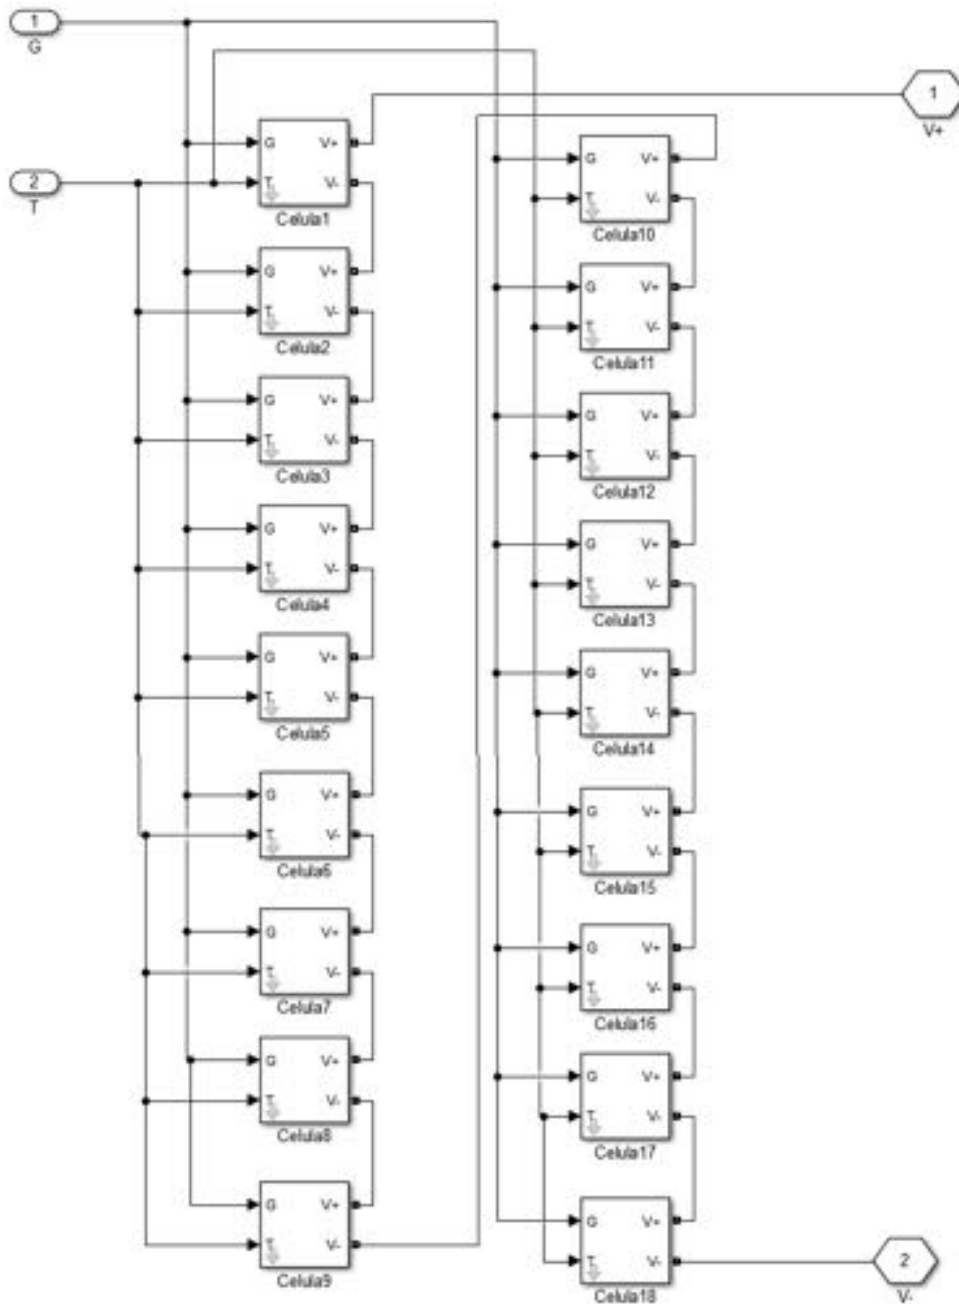 1
G
2
T
1
V+
2
V-
G V+
T V-
Celula1
G V+
T V-
Celula2
G V+
T V-
Celula3
G V+
T V-
Celula4
G V+
T V-
Celula5
G V+
T V-
Celula6
G V+
T V-
Celula7
G V+
T V-
Celula8
G V+
T V-
Celula9
G V+
T V-
Celula10
G V+
T V-
Celula11
G V+
T V-
Celula12
G V+
T V-
Celula13
G V+
T V-
Celula14
G V+
T V-
Celula15
G V+
T V-
Celula16
G V+
T V-
Celula17
G V+
T V-
Celula18